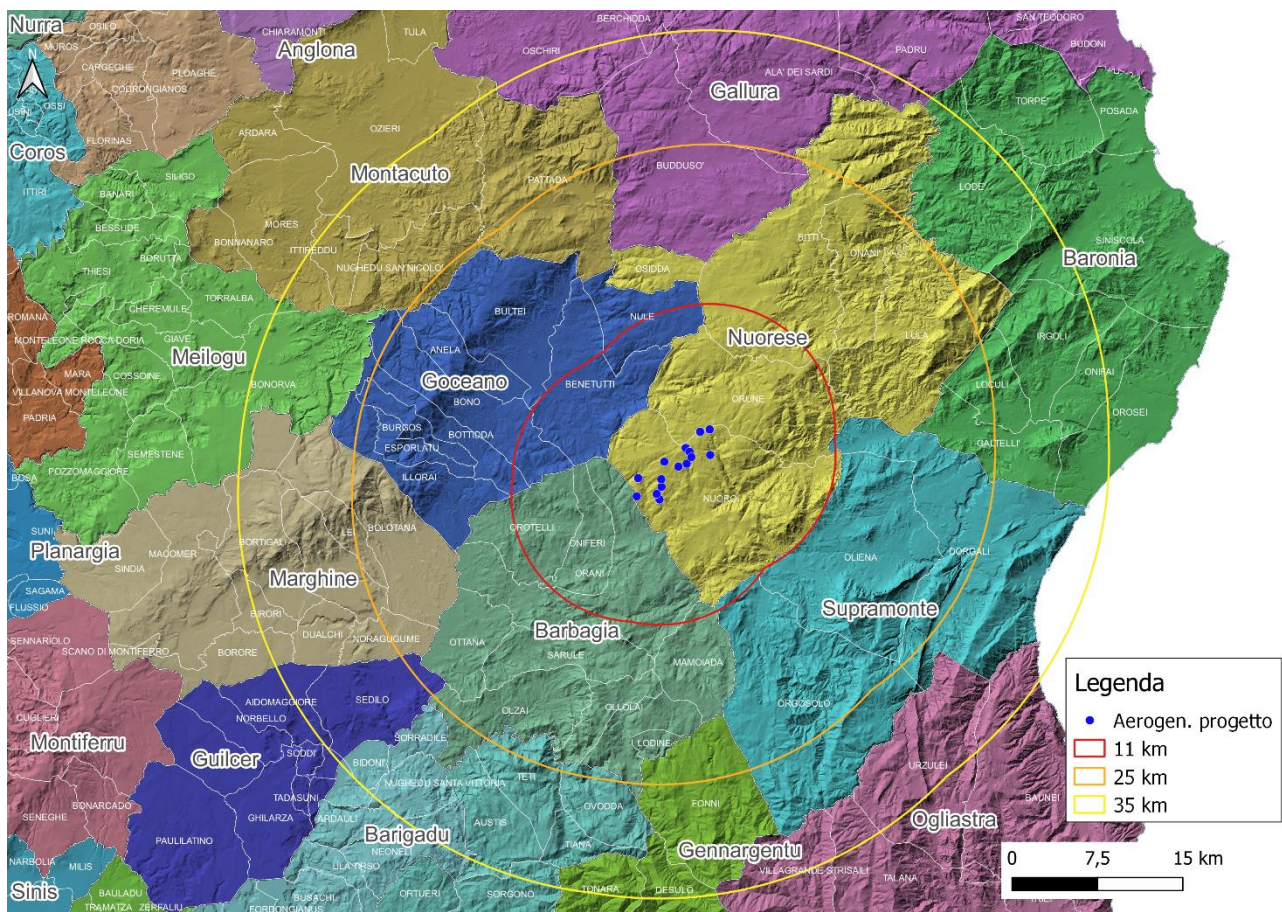 Nurra
OSILO
CHIARAMONTI
TULA
BERCHIDDA
SAN TEODORO
MUROS
Anglona
OSCHIRI
PADRU
BUDONI
N
CARGEGHE
PLOAGHE
ALA' DEI SARDI
CODRONGIANOS
Gallura
TORPE'
OSSI
POSADA
ARDARA
OZIERI
FLORINAS
Coros
BUDDUSO'
SILIGO
Montacuto
PATTADA
ITTIRI
LODE'
BANARI
MORES
BESSUDE
BONNANARO
ITTIREDDU
BITTI
SINISCOLA
BORUTTA
ONANI'
Baronia
THIESI
NUGHEDU SAN NICOLO'
OSIDDA
TORRALBA
CHEREMULE
BULTEI
NULE
ROMANA
GIAVE
Nuorese
LULA
IRGOLI
MONTELEONE ROCCA DORIA
Meilogu
ANELA
MARA
COSSOINE
Goceano
BENETUTTI
ONIFAI
VILLANOVA MONTELEONE
BONORVA
BONO
LOCULI
ORUNE
OROSEI
PADRIA
BURGOS
BOTTIDDA
GALTELLI'
SEMESTENE
ESPORLATU
POZZOMAGGIORE
ILLORAI
BOSA
NUORO
SUNI
BOLOTANA
OROTELLI
Planargia
BORTIGALI
ONIFERI
OLIENA
DORGALI
MACOMER
SINDIA
ORANI
Marghine
SAGAMA
FLUSSIO
BIRORI
Supramonte
DUALCHI
Barbagia
SENNARIOLO
NORAGUGUME
OTTANA
SCANO DI MONTIFERRO
BORORE
SARULE
MAMOIADA
AIDOMAGGIORE
SEDILO
ORGOSOLO
OLZAI
OLLOLAI
CUGLIERI
NORBELLO
SORRADILE
Montiferru
LODINE
Guilcer
SODDI'
BIDONI'
URZULEI
NUGHEDU SANTA VITTORIA
TETI
BAUNEI
BONARCADO
TADASUNI
OVODDA
FONNI
SENEGHE
GHILARZA
ARDAULI
AUSTIS
Ogliastra
PAULILATINO
Barigadu
TIANA
NEONELI
Gennargentu
NARBOLIA
MILIS
ULA TIRSO
VILLAGRANDE STRISAILI
TALANA
Sinis
BAULADU
BUSACHI
ORTUERI
SORGONO
TONARA
DESULO
TRAMATZA
ZERFALIU
FORDONGIANUS
Legenda
Aerogen. progetto
11 km
25 km
35 km
0 7,5 15 km